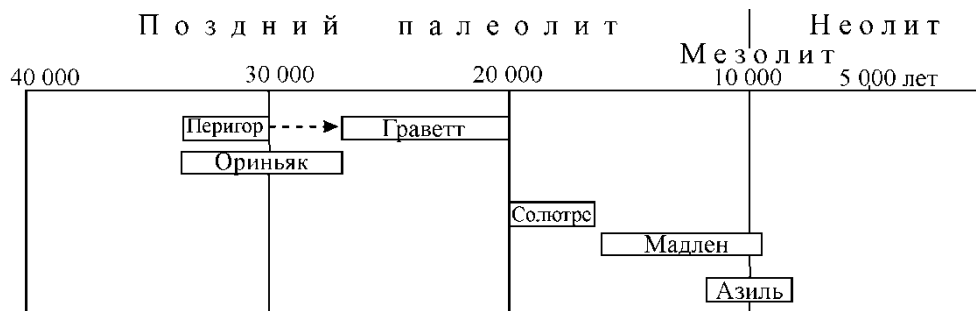 Поздний палеолит Неолит
Мезолит
40 000 30 000 20 000 10 000 5 000 лет
Перигор Граветт
Ориньяк
Солютре
Мадлен
Азиль